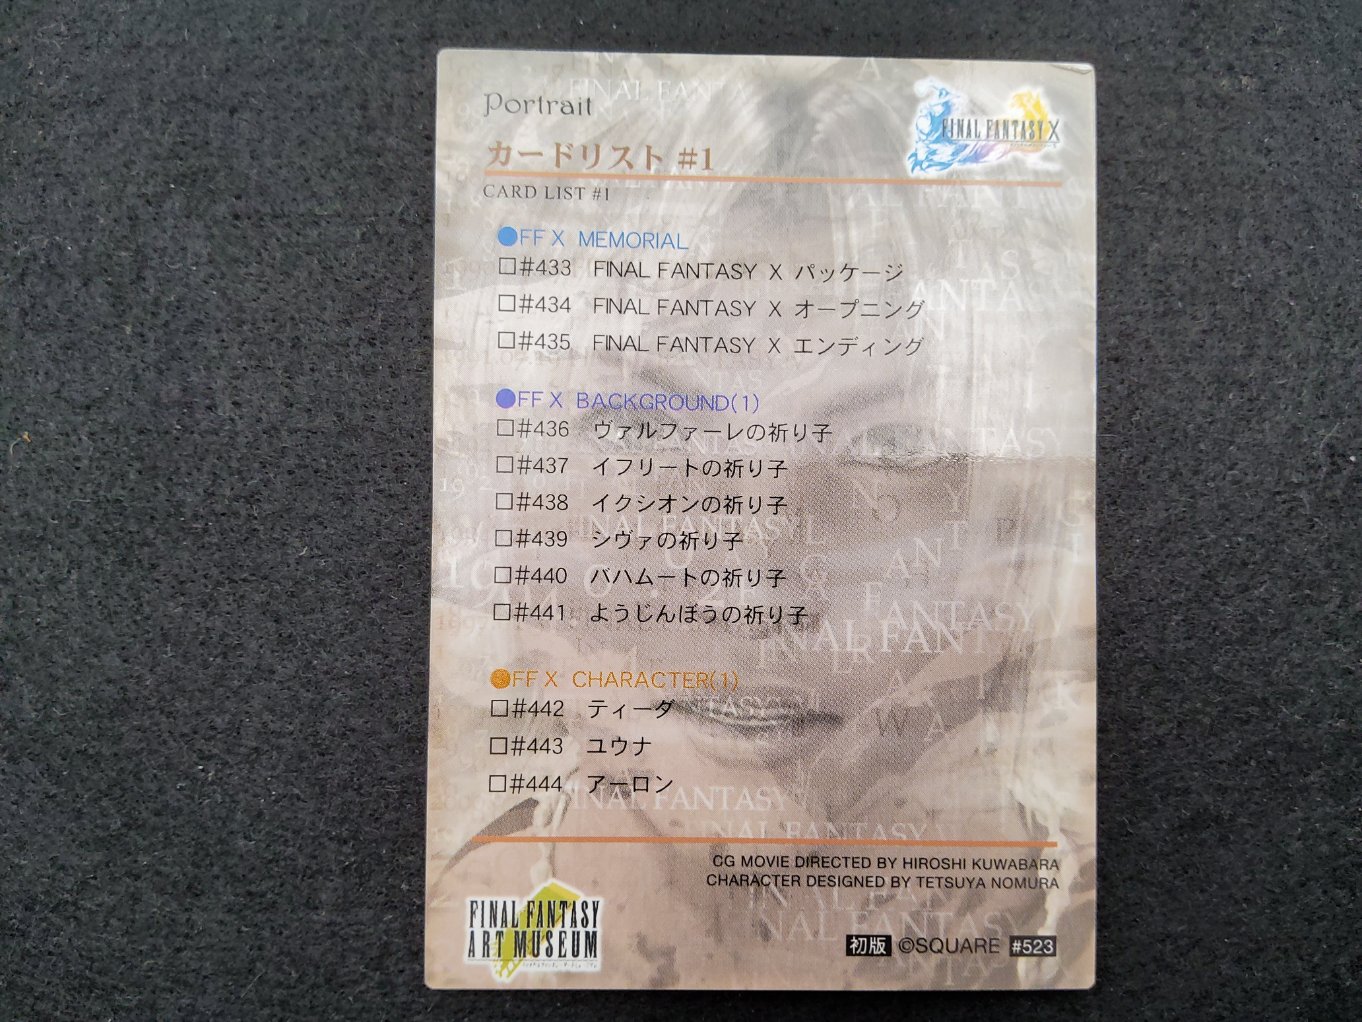 Portrait
FINAL FANTASY X
カードリスト #1
CARD LIST #1
●FF X MEMORIAL
□#433 FINAL FANTASY X パッケージ
□#434 FINAL FANTASY X オープニング
□#435 FINAL FANTASY X エンディング
●FF X BACKGROUND(1)
□#436 ヴァルファーレの祈り子
□#437 イフリートの祈り子
□#438 イクシオンの祈り子
□#439 シヴァの祈り子
□#440 バハムートの祈り子
□#441 ようじんぼうの祈り子
●FF X CHARACTER(1)
□#442 ティーダ
□#443 ユウナ
□#444 アーロン
CG MOVIE DIRECTED BY HIROSHI KUWABARA
CHARACTER DESIGNED BY TETSUYA NOMURA
FINAL FANTASY
ART MUSEUM
初版 ©SQUARE #523